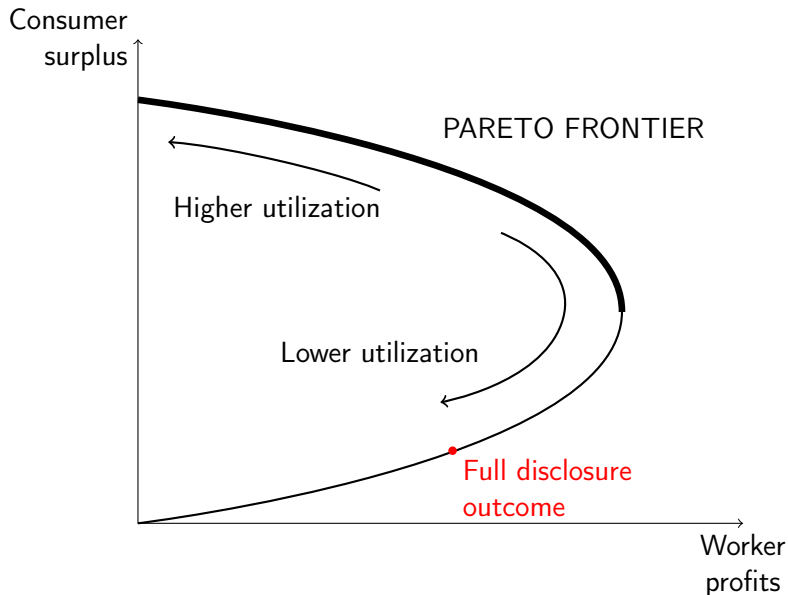 Consumer
surplus
PARETO FRONTIER
Higher utilization
Lower utilization
Full disclosure
outcome
Worker
profits